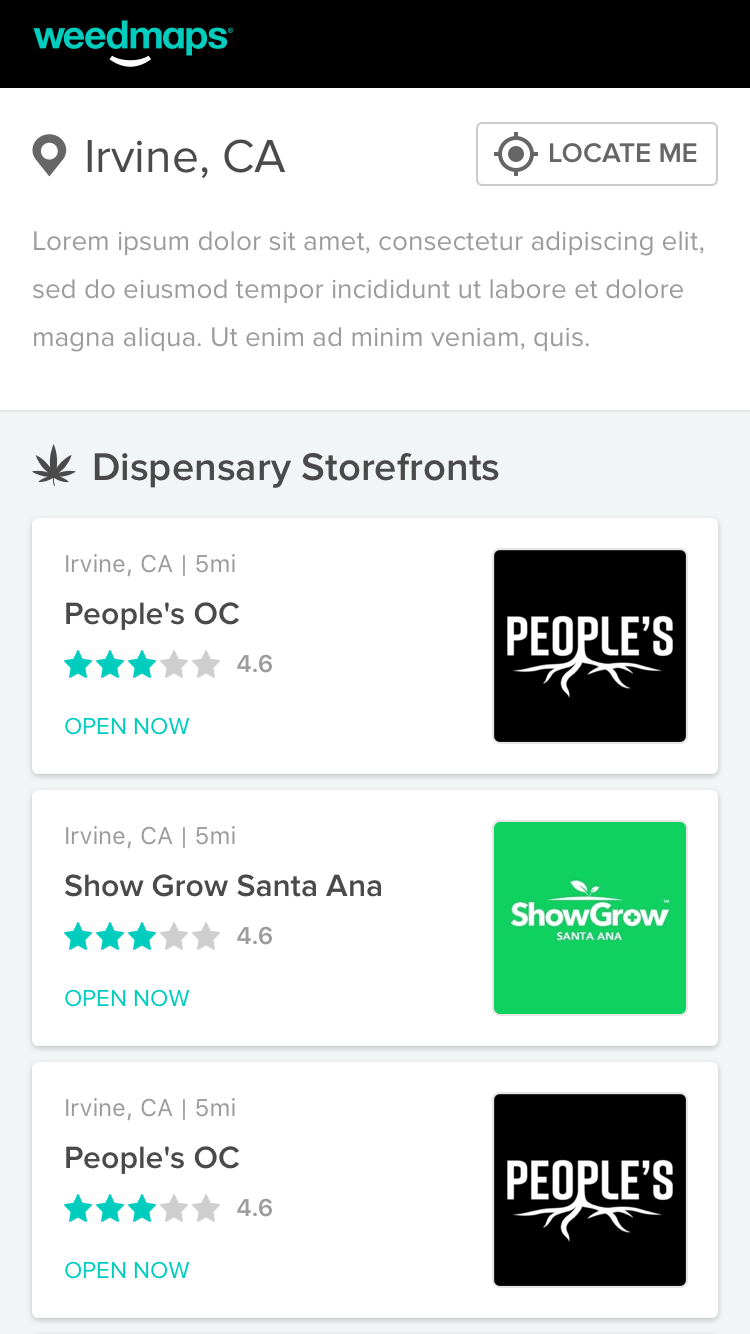 weedmaps®
Irvine, CA
LOCATE ME
Lorem ipsum dolor sit amet, consectetur adipiscing elit,
sed do eiusmod tempor incididunt ut labore et dolore
magna aliqua. Ut enim ad minim veniam, quis.
Dispensary Storefronts
Irvine, CA | 5mi
People's OC
4.6
OPEN NOW
PEOPLE'S
Irvine, CA | 5mi
Show Grow Santa Ana
4.6
OPEN NOW
ShowGrow™
SANTA ANA
Irvine, CA | 5mi
People's OC
4.6
OPEN NOW
PEOPLE'S